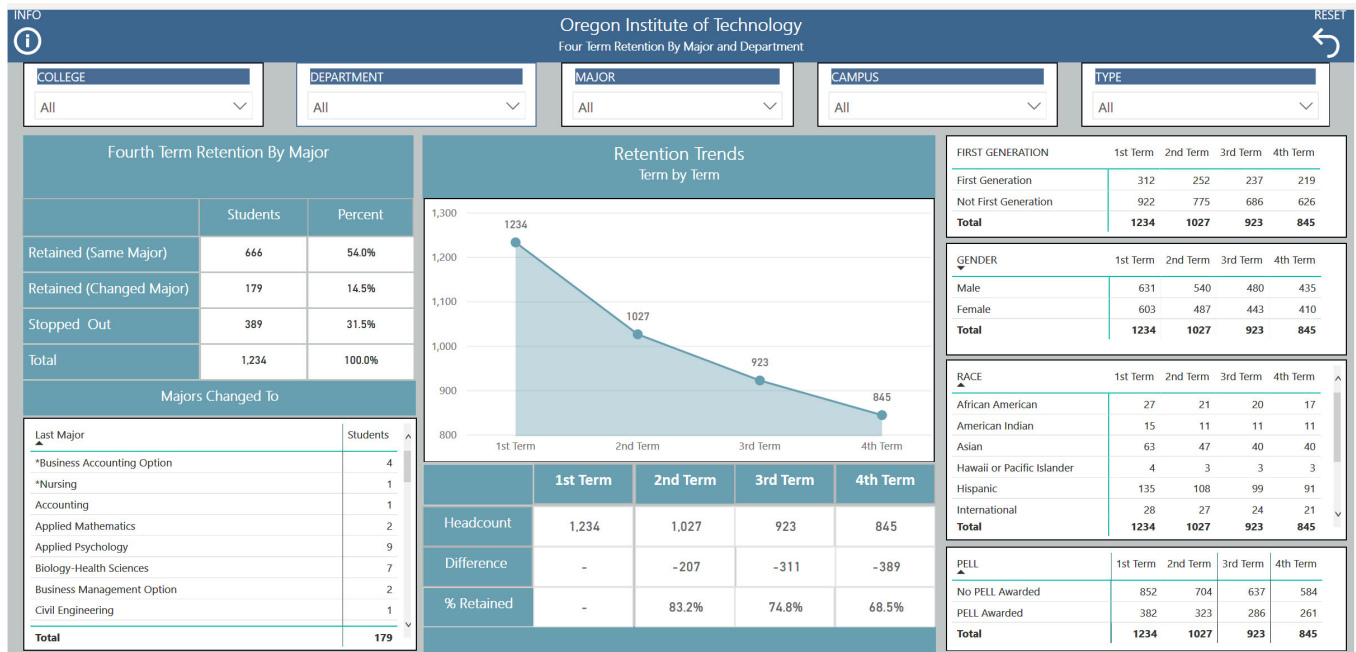 INFO
Oregon Institute of Technology
Four Term Retention By Major and Department
RESET
COLLEGE
All
DEPARTMENT
All
MAJOR
All
CAMPUS
All
TYPE
All
Fourth Term Retention By Major
Students Percent
Retained (Same Major) 666 54.0%
Retained (Changed Major) 179 14.5%
Stopped Out 389 31.5%
Total 1,234 100.0%
Majors Changed To
Last Major Students
*Business Accounting Option 4
*Nursing 1
Accounting 1
Applied Mathematics 2
Applied Psychology 9
Biology-Health Sciences 7
Business Management Option 2
Civil Engineering 1
Total 179
Retention Trends
Term by Term
1,300
1234
1,200
1,100
1027
1,000
923
900
845
800
1st Term 2nd Term 3rd Term 4th Term
1st Term 2nd Term 3rd Term 4th Term
Headcount 1,234 1,027 923 845
Difference - -207 -311 -389
% Retained - 83.2% 74.8% 68.5%
FIRST GENERATION 1st Term 2nd Term 3rd Term 4th Term
First Generation 312 252 237 219
Not First Generation 922 775 686 626
Total 1234 1027 923 845
GENDER 1st Term 2nd Term 3rd Term 4th Term
Male 631 540 480 435
Female 603 487 443 410
Total 1234 1027 923 845
RACE 1st Term 2nd Term 3rd Term 4th Term
African American 27 21 20 17
American Indian 15 11 11 11
Asian 63 47 40 40
Hawaii or Pacific Islander 4 3 3 3
Hispanic 135 108 99 91
International 28 27 24 21
Total 1234 1027 923 845
PELL 1st Term 2nd Term 3rd Term 4th Term
No PELL Awarded 852 704 637 584
PELL Awarded 382 323 286 261
Total 1234 1027 923 845